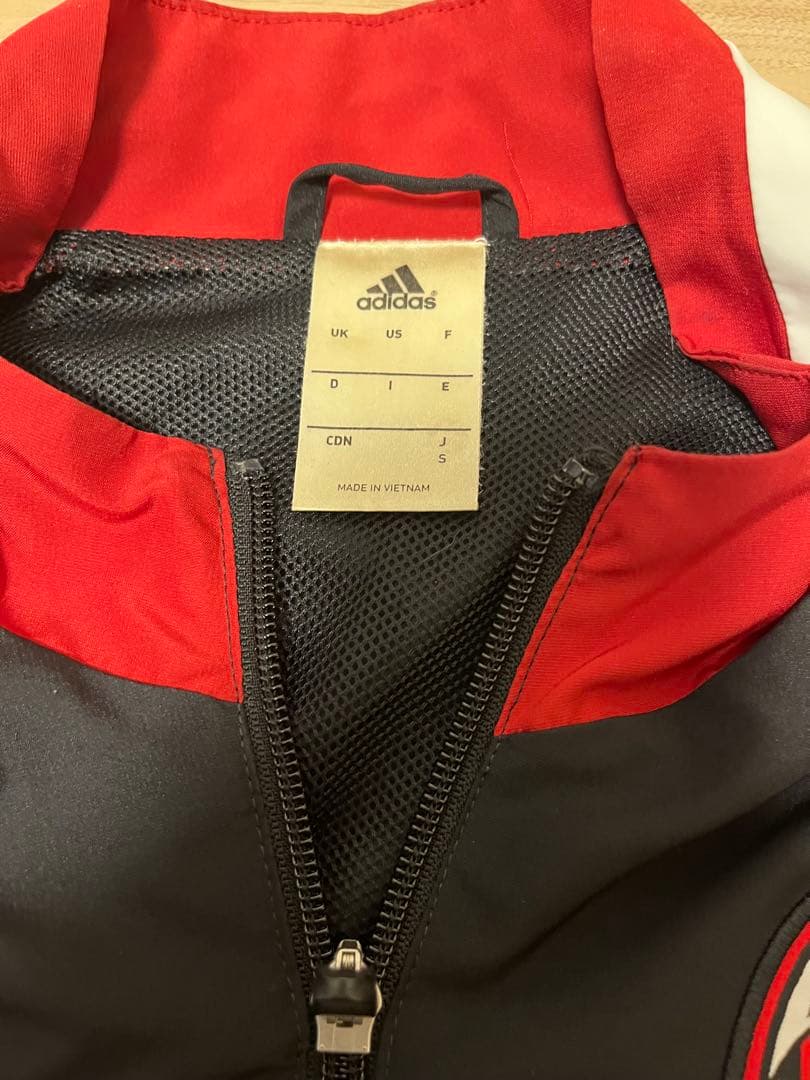 adidas
UK US F
D I E
CDN J
S
MADE IN VIETNAM